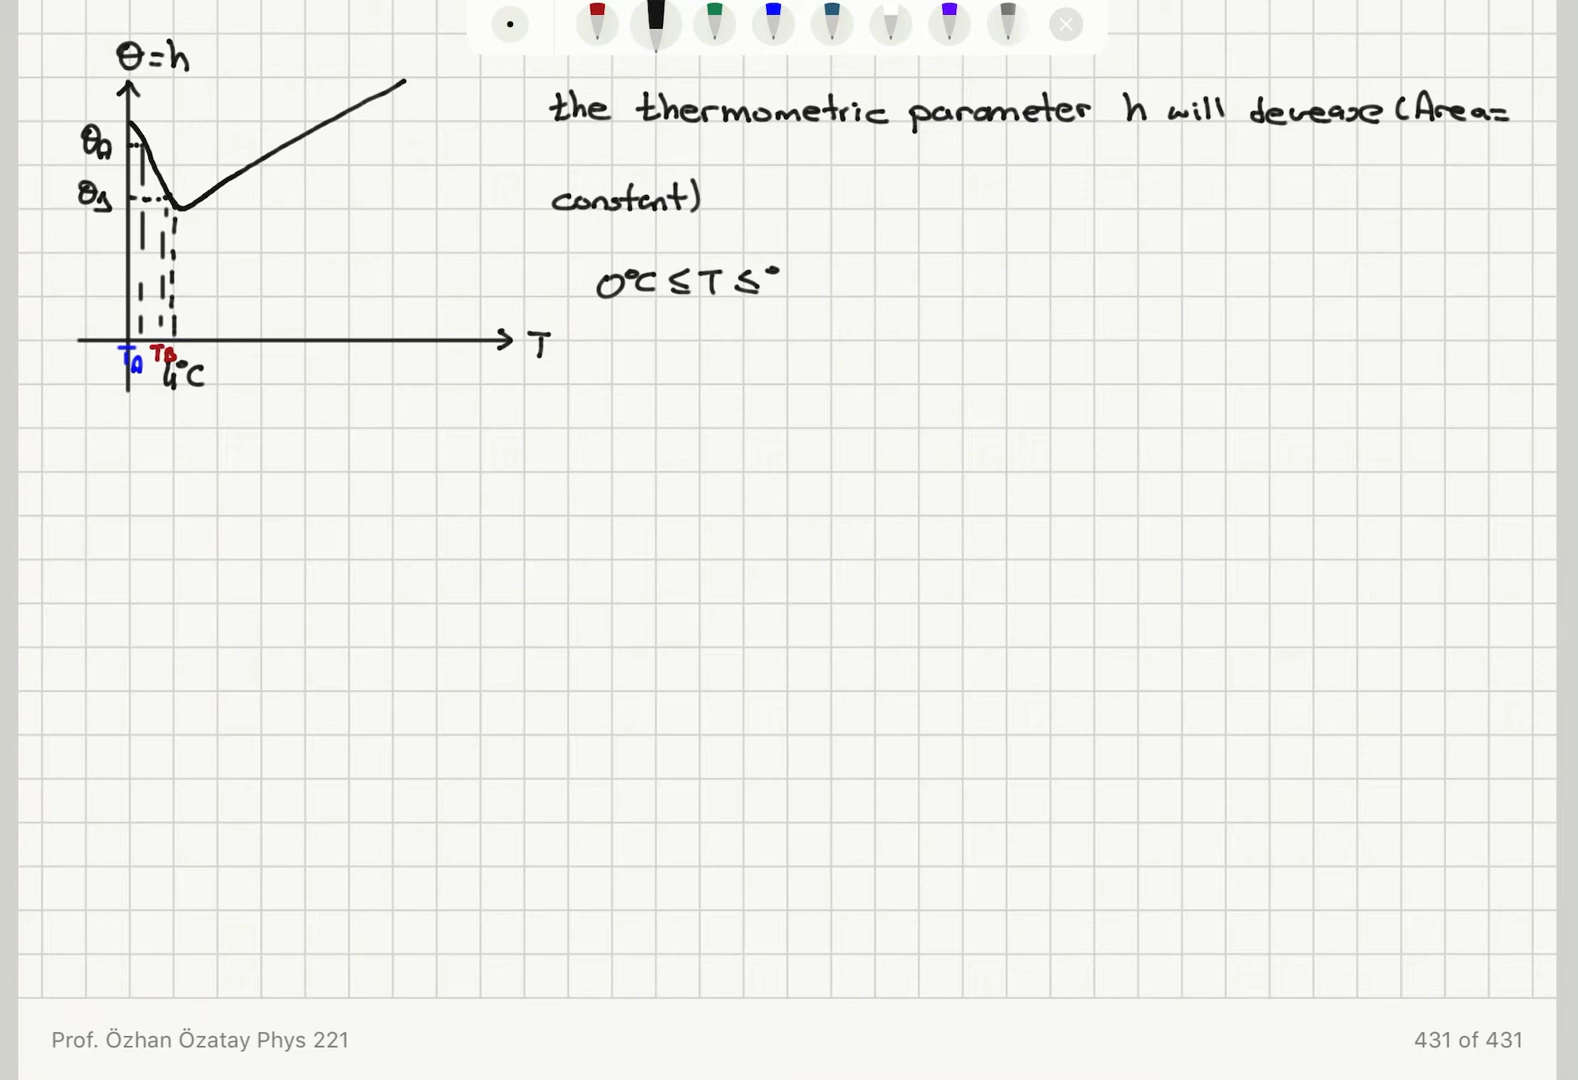 θ=h
the thermometric parameter h will decrease (Area=
θA
constant)
0°C ≤ T ≤°
T
TA TB
4°C
Prof. Özhan Özatay Phys 221
431 of 431